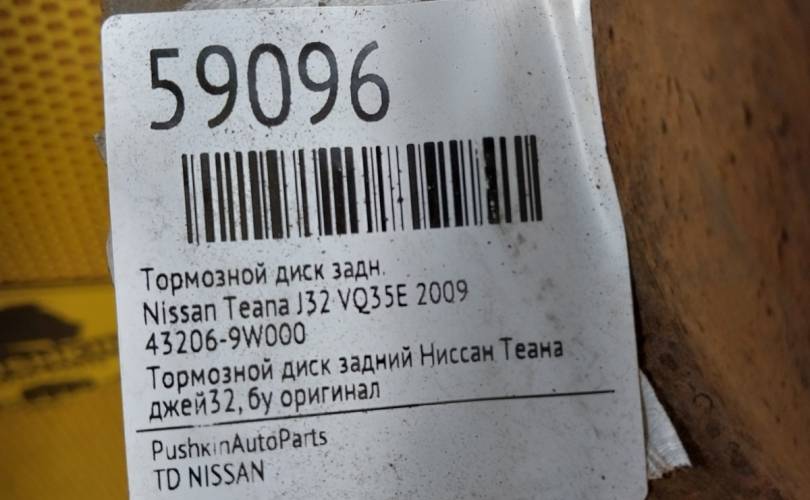 59096
Тормозной диск задн.
Nissan Teana J32 VQ35E 2009
43206-9W000
Тормозной диск задний Ниссан Теана
джей32, бу оригинал
PushkinAutoParts
TD NISSAN